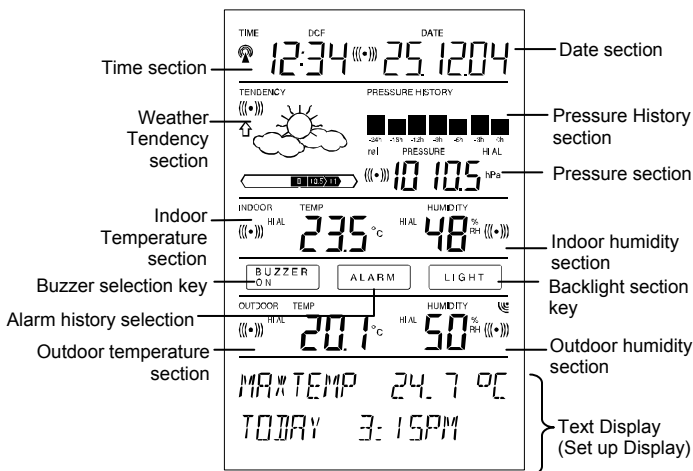 TIME DCF DATE
12:34 25.12.04
Time section
Date section
TENDENCY PRESSURE HISTORY
Weather
Tendency
section
Pressure History
section
-24h -18h -12h -9h -6h -3h 0h
rel PRESSURE HI AL
1010.5 hPa
Pressure section
INDOOR TEMP HUMIDITY
HI AL 23.5 °C HI AL 48 % RH
Indoor
Temperature
section
Indoor humidity
section
BUZZER
ON
ALARM
LIGHT
Buzzer selection key
Backlight section
key
Alarm history selection
OUTDOOR TEMP HUMIDITY
HI AL 20.1 °C HI AL 50 % RH
Outdoor temperature
section
Outdoor humidity
section
MAX TEMP 24.7 ºC
TODAY 3:15PM
Text Display
(Set up Display)